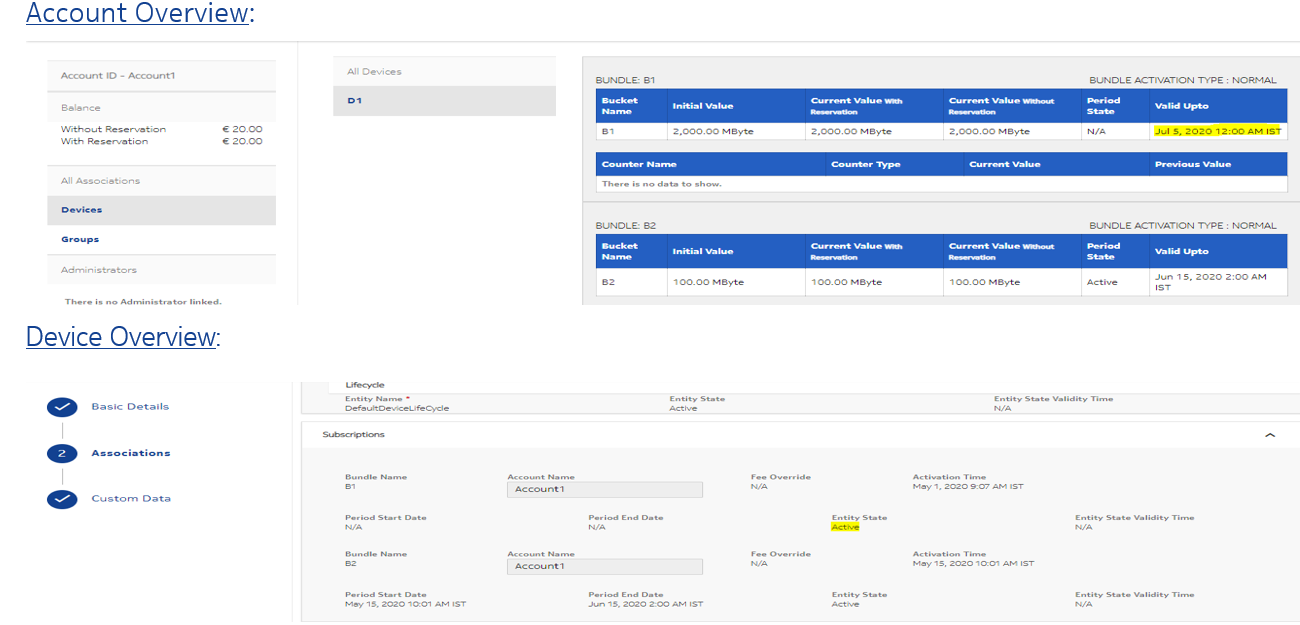 Account Overview:
Account ID - Account1
Balance
Without Reservation € 20.00
With Reservation € 20.00
All Associations
Devices
Groups
Administrators
There is no Administrator linked.
All Devices
D1
BUNDLE: B1 BUNDLE ACTIVATION TYPE : NORMAL
Bucket Name Initial Value Current Value With Reservation Current Value Without Reservation Period State Valid Upto
B1 2,000.00 MByte 2,000.00 MByte 2,000.00 MByte N/A Jul 5, 2020 12:00 AM IST
Counter Name Counter Type Current Value Previous Value
There is no data to show.
BUNDLE: B2 BUNDLE ACTIVATION TYPE : NORMAL
Bucket Name Initial Value Current Value With Reservation Current Value Without Reservation Period State Valid Upto
B2 100.00 MByte 100.00 MByte 100.00 MByte Active Jun 15, 2020 2:00 AM IST
Device Overview:
Basic Details
2 Associations
Custom Data
Lifecycle
Entity Name * Entity State Entity State Validity Time
DefaultDeviceLifeCycle Active N/A
Subscriptions
Bundle Name Account Name Fee Override Activation Time
B1 Account1 N/A May 1, 2020 9:07 AM IST
Period Start Date Period End Date Entity State Entity State Validity Time
N/A N/A Active N/A
Bundle Name Account Name Fee Override Activation Time
B2 Account1 N/A May 15, 2020 10:01 AM IST
Period Start Date Period End Date Entity State Entity State Validity Time
May 15, 2020 10:01 AM IST Jun 15, 2020 2:00 AM IST Active N/A